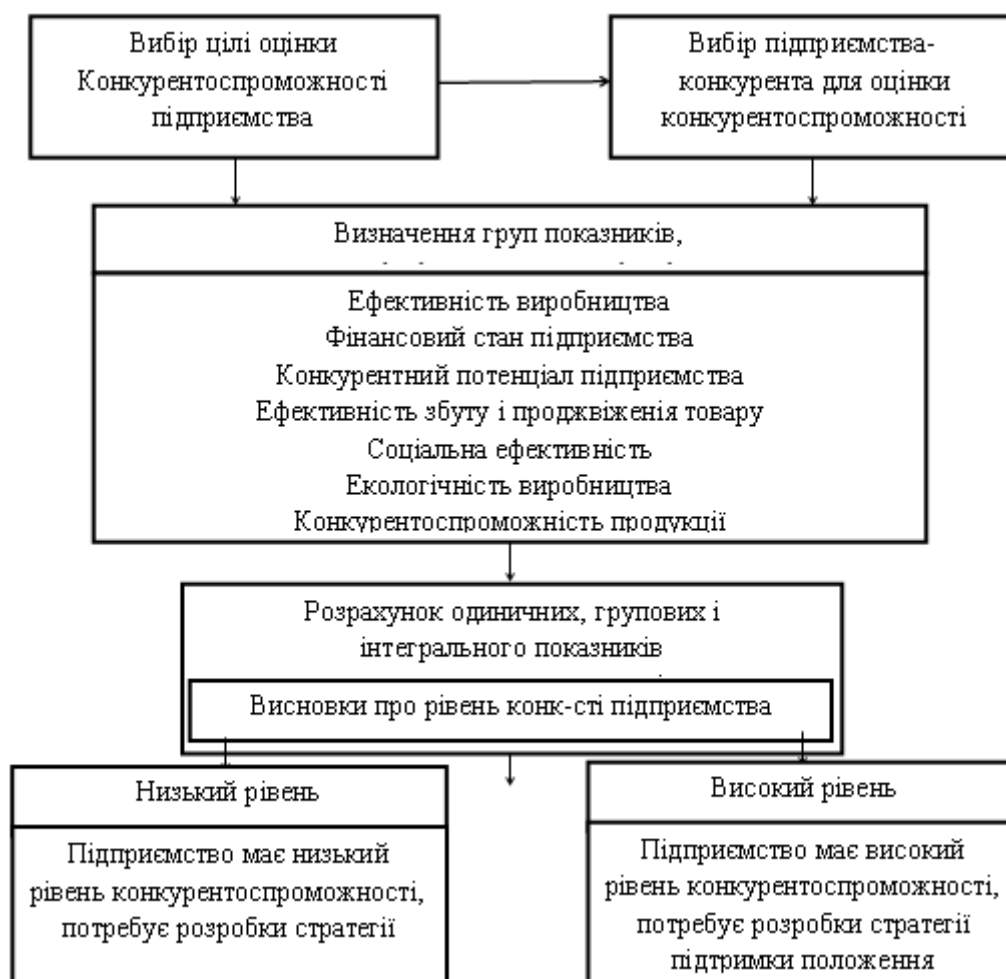 Вибір цілі оцінки
Конкурентоспроможності
підприємства
Вибір підприємства-
конкурента для оцінки
конкурентоспроможності
Визначення груп показників,
Ефективність виробництва
Фінансовий стан підприємства
Конкурентний потенціал підприємства
Ефективність збуту і проджвіженія товару
Соціальна ефективність
Екологічність виробництва
Конкурентоспроможність продукції
Розрахунок одиничних, групових і
інтегрального показників
Висновки про рівень конк-сті підприємства
Низький рівень
Підприємство має низький
рівень конкурентоспроможності,
потребує розробки стратегії
Високий рівень
Підприємство має високий
рівень конкурентоспроможності,
потребує розробки стратегії
підтримки положення